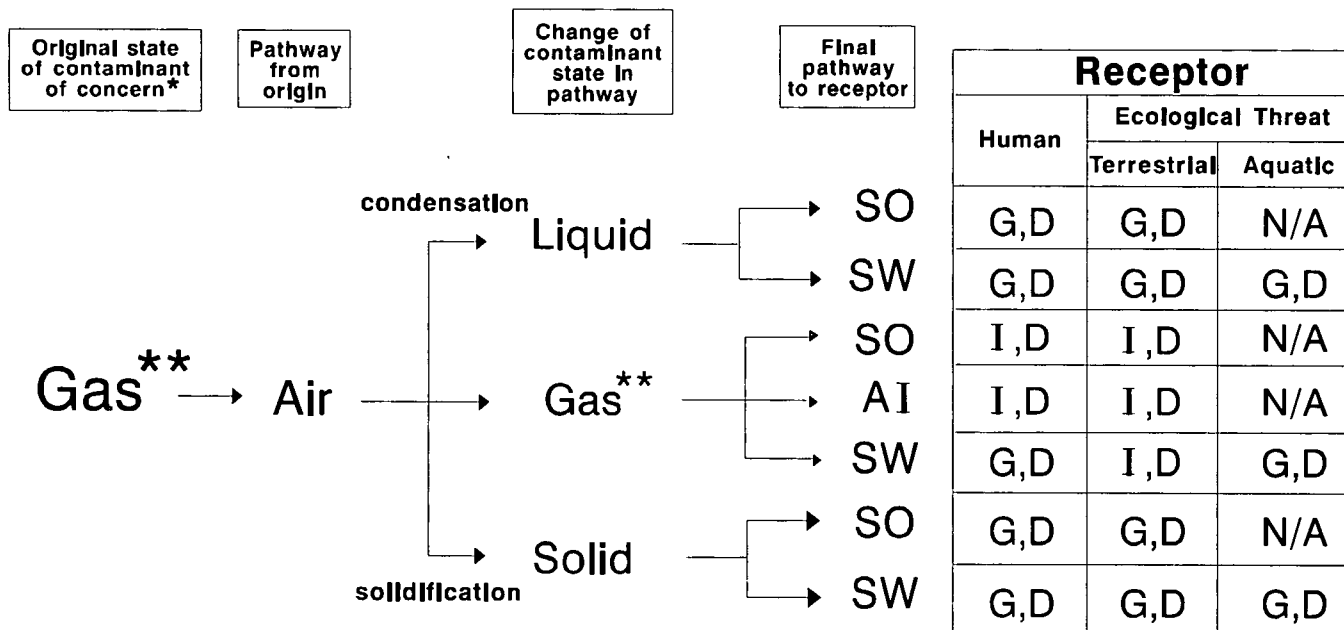 Original state
of contaminant
of concern*
Pathway
from
origin
Change of
contaminant
state in
pathway
Final
pathway
to receptor
Receptor
Human
Ecological Threat
Terrestrial
Aquatic
Gas**
Air
condensation
Liquid
SO
G,D
G,D
N/A
SW
G,D
G,D
G,D
Gas**
SO
I,D
I,D
N/A
AI
I,D
I,D
N/A
SW
G,D
I,D
G,D
solidification
Solid
SO
G,D
G,D
N/A
SW
G,D
G,D
G,D